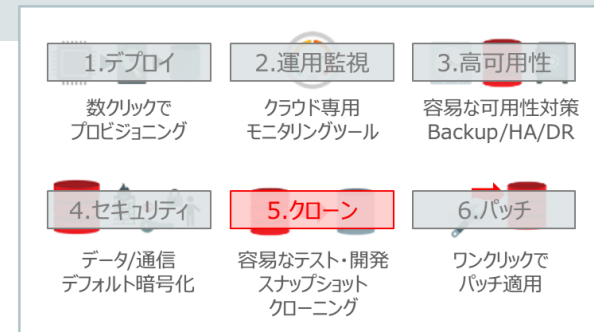 1.デプロイ
2.運用監視
3.高可用性
数クリックで
プロビジョニング
クラウド専用
モニタリングツール
容易な可用性対策
Backup/HA/DR
4.セキュリティ
5.クローン
6.パッチ
データ/通信
デフォルト暗号化
容易なテスト・開発
スナップショット
クローニング
ワンクリックで
パッチ適用